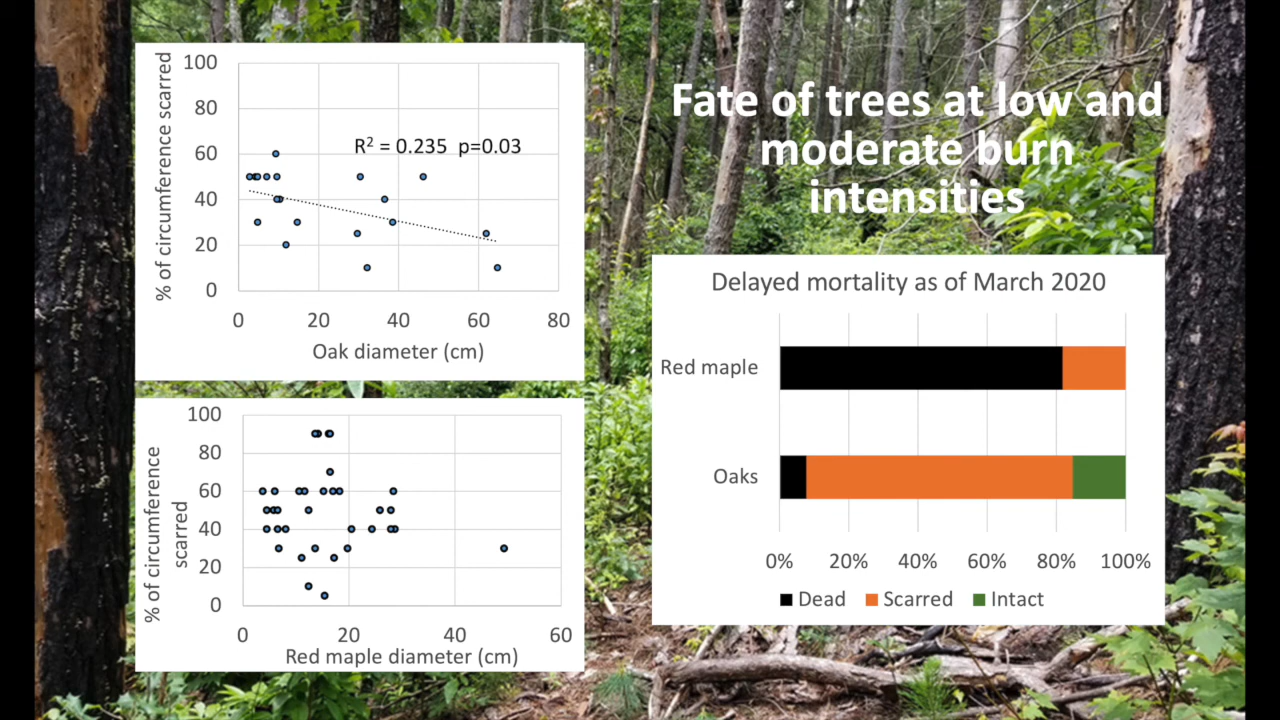 Fate of trees at low and
moderate burn
intensities
% of circumference scarred
100
80
60
40
20
0
R² = 0.235 p=0.03
0 20 40 60 80
Oak diameter (cm)
% of circumference
scarred
100
80
60
40
20
0
0 20 40 60
Red maple diameter (cm)
Delayed mortality as of March 2020
Red maple
Oaks
0% 20% 40% 60% 80% 100%
Dead Scarred Intact